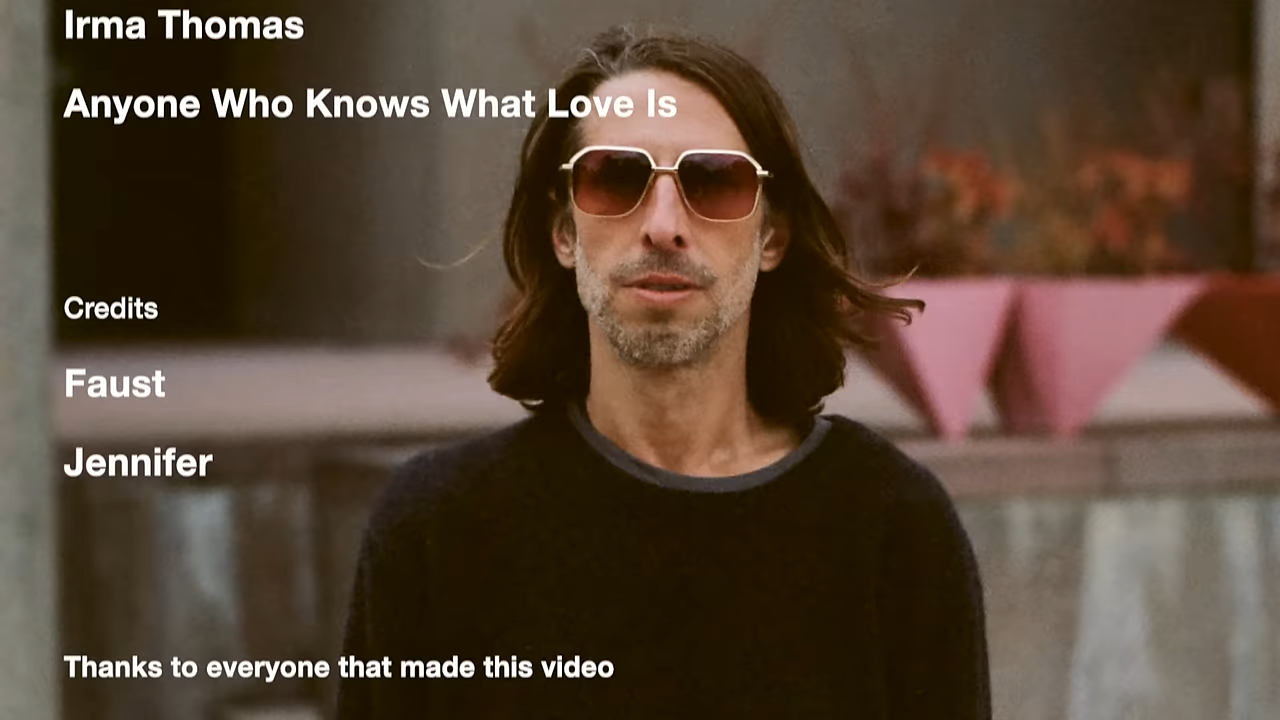 Irma Thomas
Anyone Who Knows What Love Is
Credits
Faust
Jennifer
Thanks to everyone that made this video